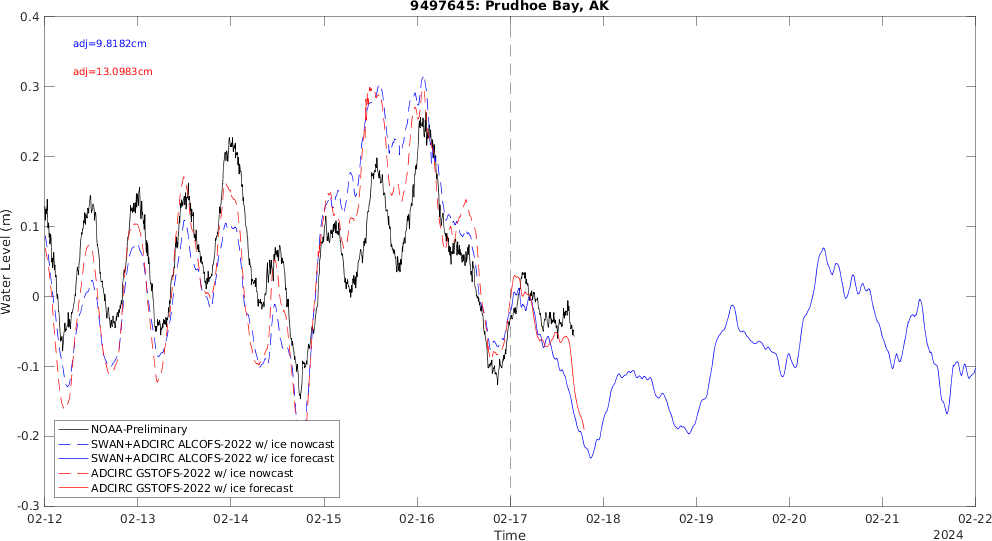 9497645: Prudhoe Bay, AK
adj=9.8182cm
adj=13.0983cm
Water Level (m)
0.4
0.3
0.2
0.1
0
-0.1
-0.2
-0.3
NOAA-Preliminary
SWAN+ADCIRC ALCOFS-2022 w/ ice nowcast
SWAN+ADCIRC ALCOFS-2022 w/ ice forecast
ADCIRC GSTOFS-2022 w/ ice nowcast
ADCIRC GSTOFS-2022 w/ ice forecast
02-12 02-13 02-14 02-15 02-16 02-17 02-18 02-19 02-20 02-21 02-22
Time
2024